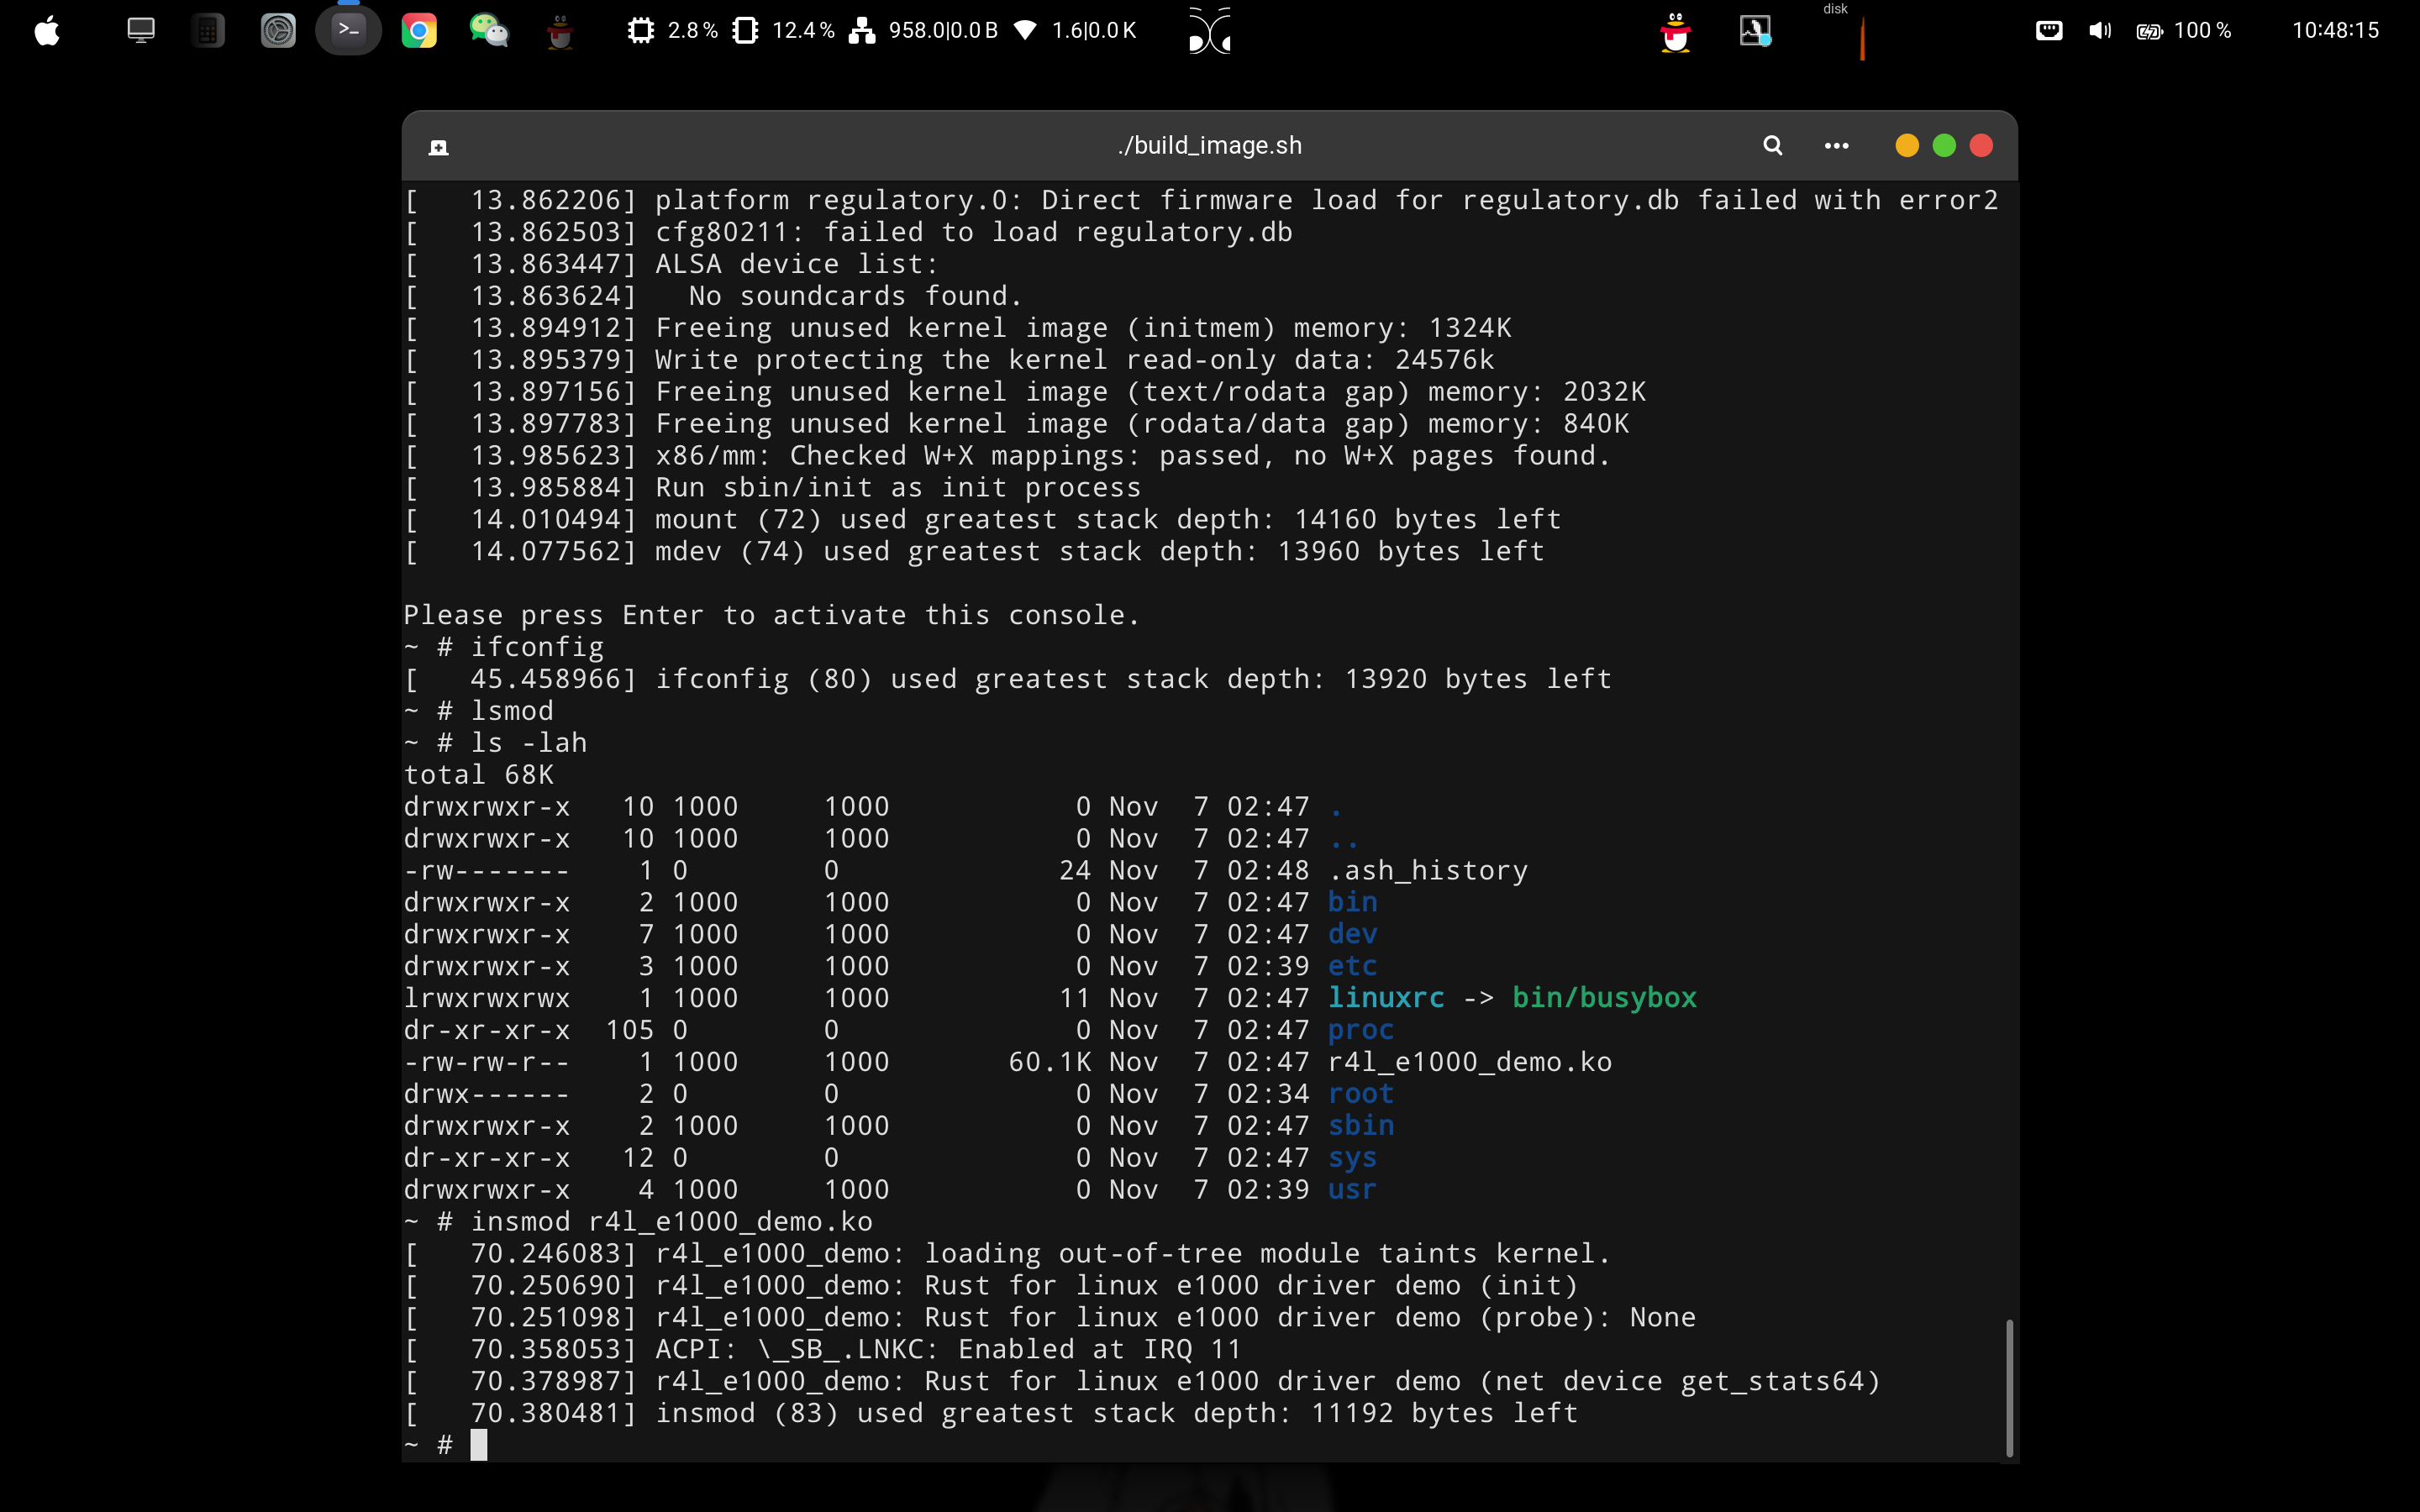 2.8 % 12.4 % 958.0|0.0 B 1.6|0.0 K disk 100 % 10:48:15
./build_image.sh
[   13.862206] platform regulatory.0: Direct firmware load for regulatory.db failed with error2
[   13.862503] cfg80211: failed to load regulatory.db
[   13.863447] ALSA device list:
[   13.863624]   No soundcards found.
[   13.894912] Freeing unused kernel image (initmem) memory: 1324K
[   13.895379] Write protecting the kernel read-only data: 24576k
[   13.897156] Freeing unused kernel image (text/rodata gap) memory: 2032K
[   13.897783] Freeing unused kernel image (rodata/data gap) memory: 840K
[   13.985623] x86/mm: Checked W+X mappings: passed, no W+X pages found.
[   13.985884] Run sbin/init as init process
[   14.010494] mount (72) used greatest stack depth: 14160 bytes left
[   14.077562] mdev (74) used greatest stack depth: 13960 bytes left
Please press Enter to activate this console.
~ # ifconfig
[   45.458966] ifconfig (80) used greatest stack depth: 13920 bytes left
~ # lsmod
~ # ls -lah
total 68K
drwxrwxr-x   10 1000     1000           0 Nov  7 02:47 .
drwxrwxr-x   10 1000     1000           0 Nov  7 02:47 ..
-rw-------    1 0        0             24 Nov  7 02:48 .ash_history
drwxrwxr-x    2 1000     1000           0 Nov  7 02:47 bin
drwxrwxr-x    7 1000     1000           0 Nov  7 02:47 dev
drwxrwxr-x    3 1000     1000           0 Nov  7 02:39 etc
lrwxrwxrwx    1 1000     1000          11 Nov  7 02:47 linuxrc -> bin/busybox
dr-xr-xr-x  105 0        0              0 Nov  7 02:47 proc
-rw-rw-r--    1 1000     1000       60.1K Nov  7 02:47 r4l_e1000_demo.ko
drwx------    2 0        0              0 Nov  7 02:34 root
drwxrwxr-x    2 1000     1000           0 Nov  7 02:47 sbin
dr-xr-xr-x   12 0        0              0 Nov  7 02:47 sys
drwxrwxr-x    4 1000     1000           0 Nov  7 02:39 usr
~ # insmod r4l_e1000_demo.ko
[   70.246083] r4l_e1000_demo: loading out-of-tree module taints kernel.
[   70.250690] r4l_e1000_demo: Rust for linux e1000 driver demo (init)
[   70.251098] r4l_e1000_demo: Rust for linux e1000 driver demo (probe): None
[   70.358053] ACPI: \_SB_.LNKC: Enabled at IRQ 11
[   70.378987] r4l_e1000_demo: Rust for linux e1000 driver demo (net device get_stats64)
[   70.380481] insmod (83) used greatest stack depth: 11192 bytes left
~ #